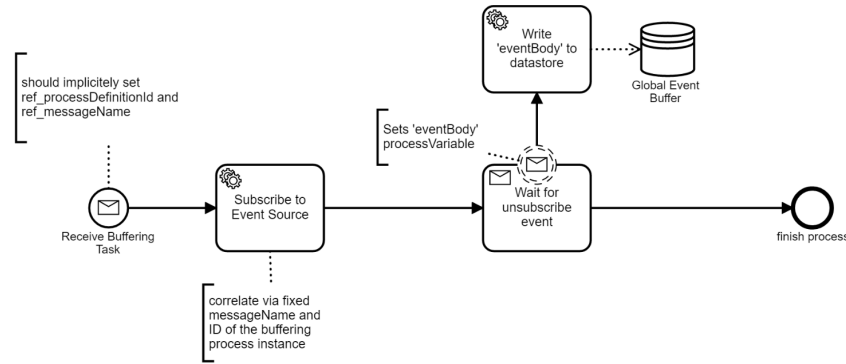 Write
'eventBody' to
datastore
Global Event
Buffer
should implicitely set
ref_processDefinitionId and
ref_messageName
Sets 'eventBody'
processVariable
Receive Buffering
Task
Subscribe to
Event Source
Wait for
unsubscribe
event
finish process
correlate via fixed
messageName and
ID of the buffering
process instance